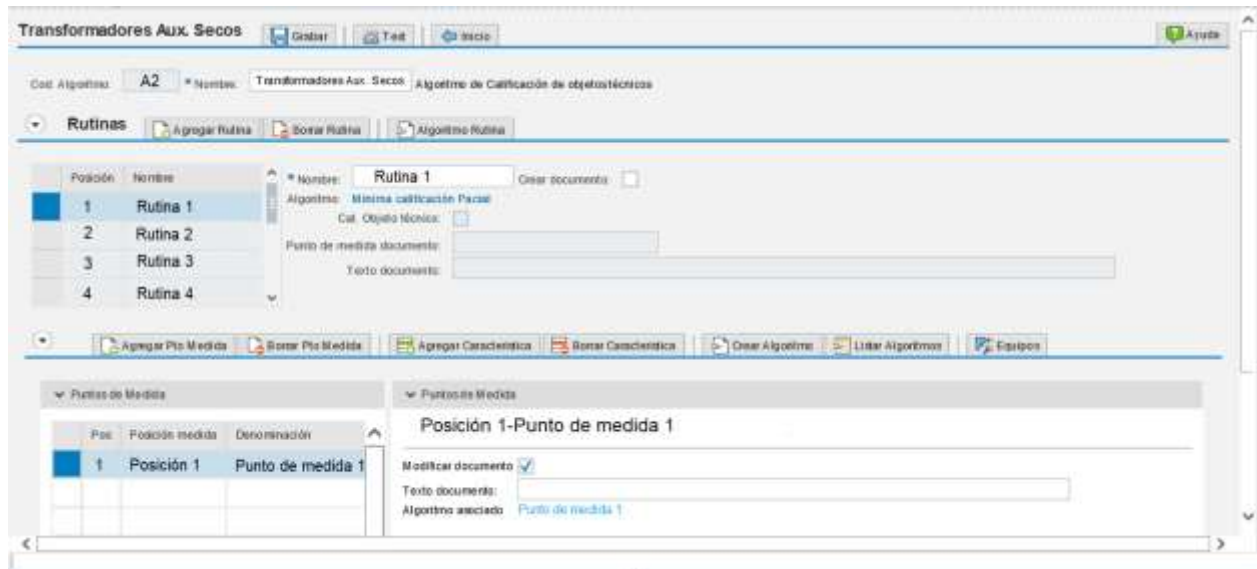 Transformadores Aux. Secos Grabar Test Inicio Ayuda
Cod. Algoritmo: A2 * Nombre: Transformadores Aux. Secos Algoritmo de Calificación de objetos técnicos
Rutinas Agregar Rutina Borrar Rutina Algoritmo Rutina
Posición Nombre
1 Rutina 1
2 Rutina 2
3 Rutina 3
4 Rutina 4
* Nombre: Rutina 1 Crear documento:
Algoritmo: Mínima calificación Parcial
Cal. Objeto técnico:
Punto de medida documento:
Texto documento:
Agregar Pto Medida Borrar Pto Medida Agregar Característica Borrar Característica Crear Algoritmo Listar Algoritmos Equipos
Puntos de Medida
Pos Posición medida Denominación
1 Posición 1 Punto de medida 1
Puntos de Medida
Posición 1-Punto de medida 1
Modificar documento
Texto documento:
Algoritmo asociado Punto de medida 1